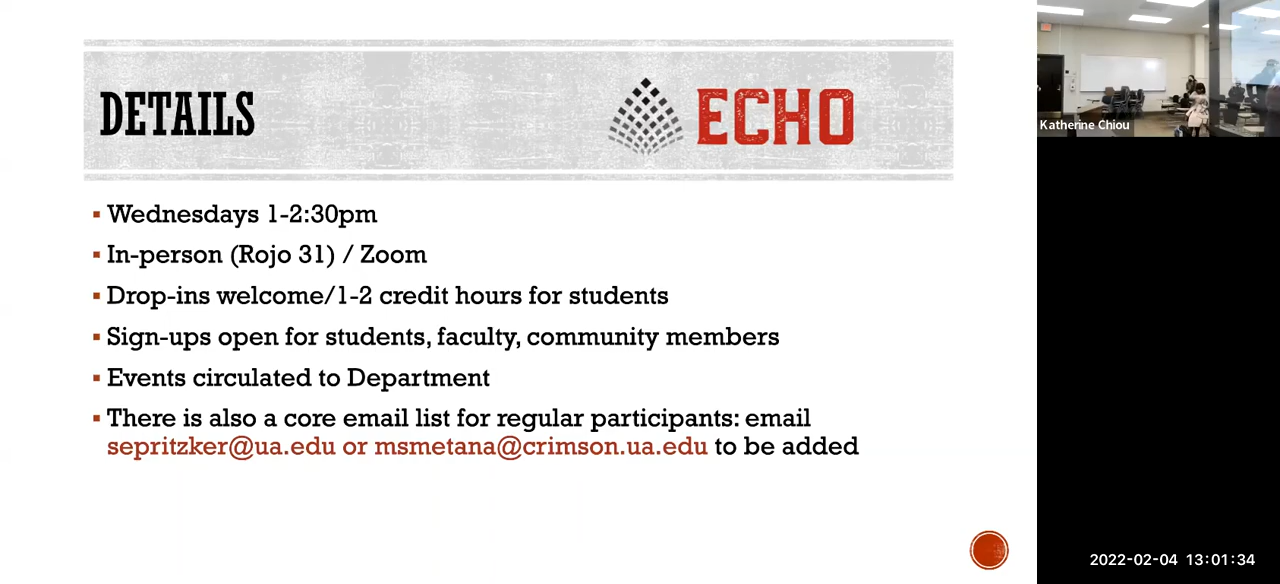 DETAILS
ECHO
Wednesdays 1-2:30pm
In-person (Rojo 31) / Zoom
Drop-ins welcome/1-2 credit hours for students
Sign-ups open for students, faculty, community members
Events circulated to Department
There is also a core email list for regular participants: email
sepritzker@ua.edu or msmetana@crimson.ua.edu to be added
Katherine Chiou
2022-02-04 13:01:34